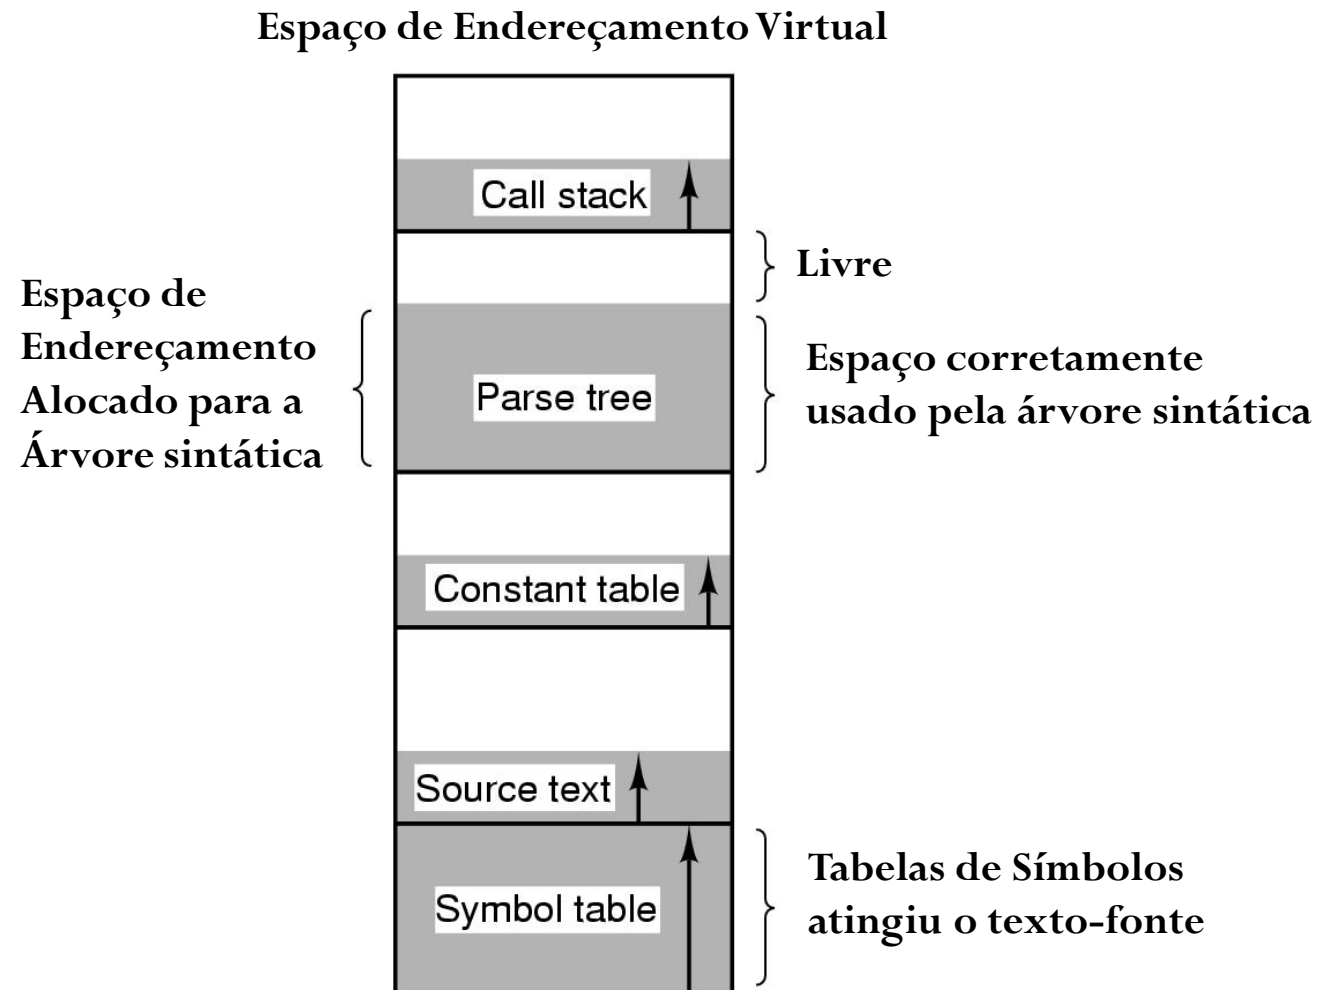 Espaço de Endereçamento Virtual
Call stack
Livre
Espaço de
Endereçamento
Alocado para a
Árvore sintática
Parse tree
Espaço corretamente
usado pela árvore sintática
Constant table
Source text
Symbol table
Tabelas de Símbolos
atingiu o texto-fonte